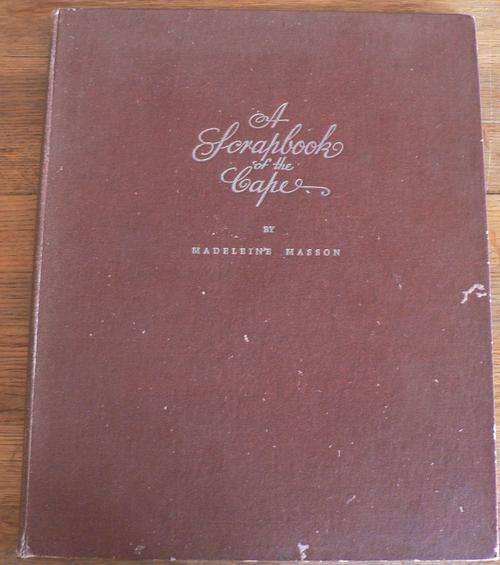 A
Scrapbook
of the
Cape
BY
MADELEINE MASSON